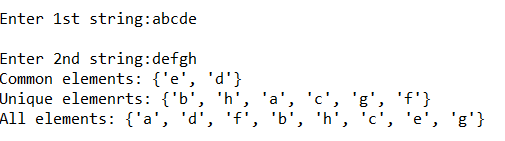 Enter 1st string:abcde
Enter 2nd string:defgh
Common elements: {'e', 'd'}
Unique elemenrts: {'b', 'h', 'a', 'c', 'g', 'f'}
All elements: {'a', 'd', 'f', 'b', 'h', 'c', 'e', 'g'}